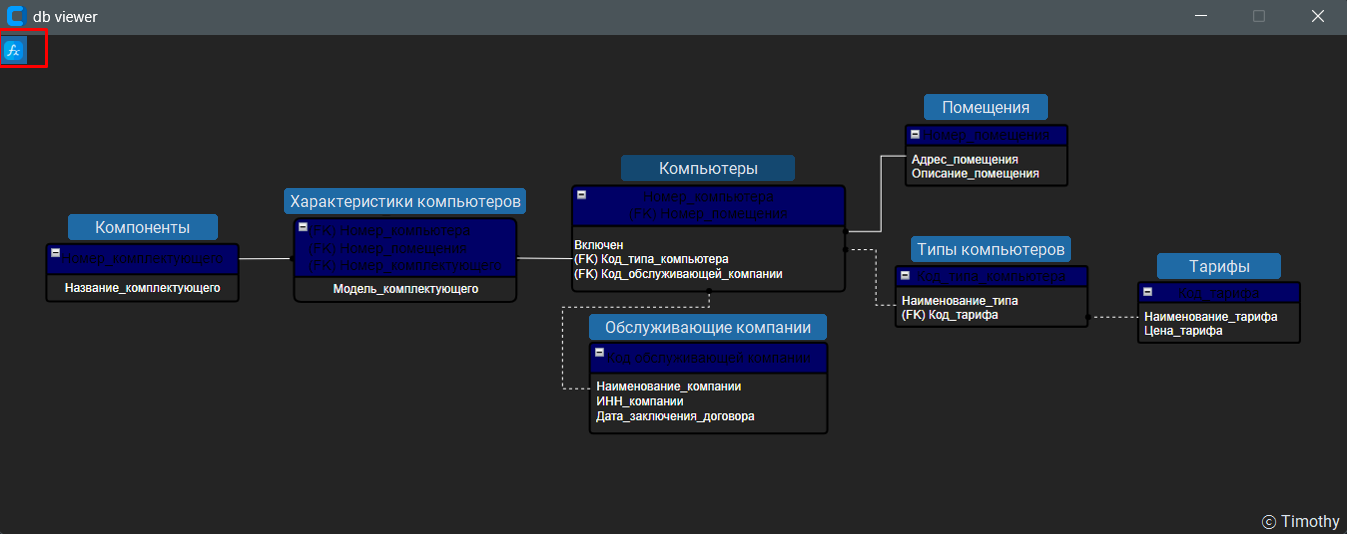 db viewer
fx
Помещения
Номер_помещения
Адрес_помещения
Описание_помещения
Компьютеры
Номер_компьютера
(FK) Номер_помещения
Включен
(FK) Код_типа_компьютера
(FK) Код_обслуживающей_компании
Характеристики компьютеров
(FK) Номер_компьютера
(FK) Номер_помещения
(FK) Номер_комплектующего
Модель_комплектующего
Компоненты
Номер_комплектующего
Название_комплектующего
Типы компьютеров
Код_типа_компьютера
Наименование_типа
(FK) Код_тарифа
Тарифы
Код_тарифа
Наименование_тарифа
Цена_тарифа
Обслуживающие компании
Код обслуживающей компании
Наименование_компании
ИНН_компании
Дата_заключения_договора
© Timothy